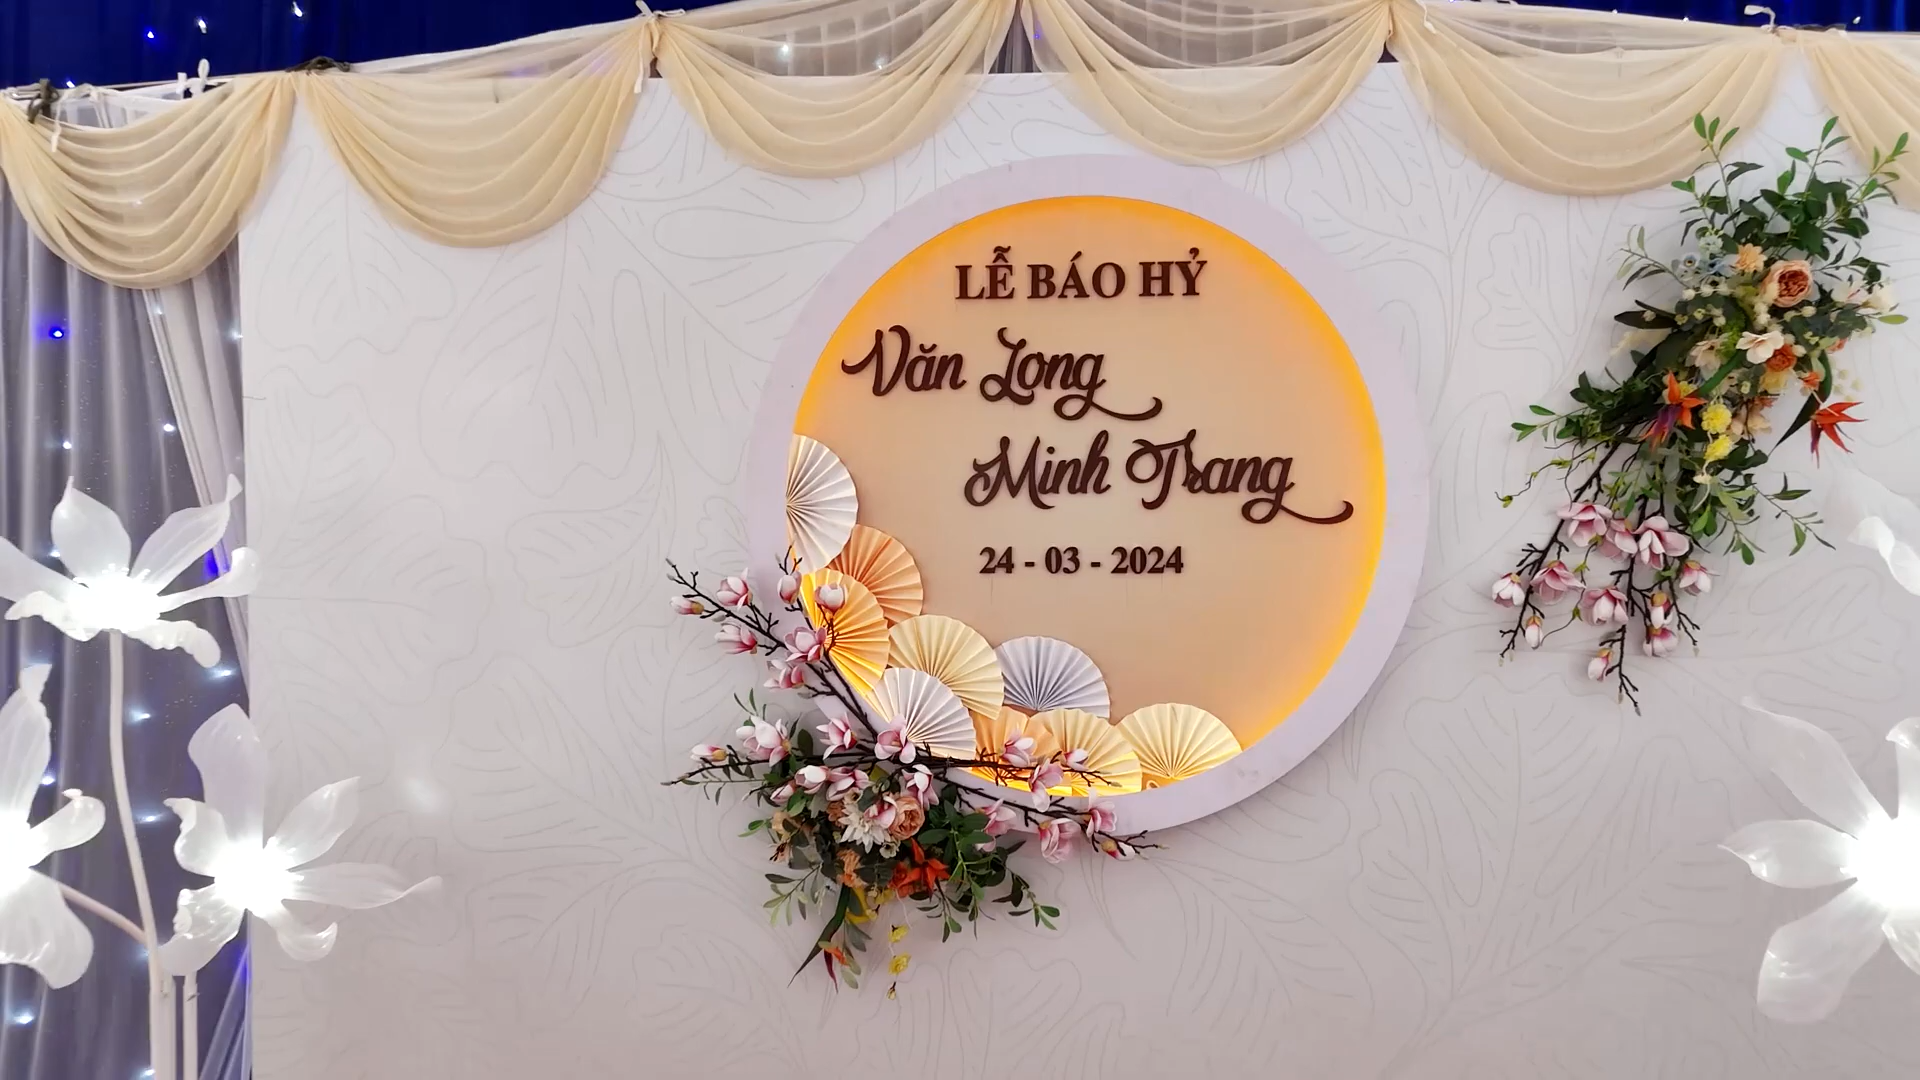 LỄ BÁO HỶ
Văn Long
Minh Trang
24 - 03 - 2024